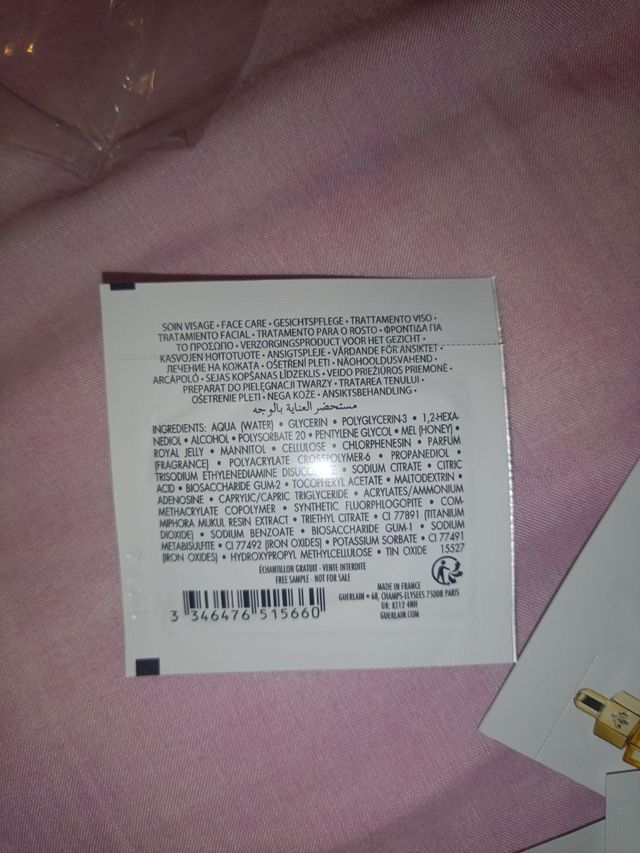 SOIN VISAGE • FACE CARE • GESICHTSPFLEGE • TRATTAMENTO VISO •
TRATAMIENTO FACIAL • TRATAMENTO PARA O ROSTO • ΦΡΟΝΤΙΔΑ ΓΙΑ
ΤΟ ΠΡΟΣΩΠΟ • VERZORGINGSPRODUCT VOOR HET GEZICHT •
KASVOJEN HOITOTUOTE • ANSIGTSPLEJE • VÅRDANDE FÖR ANSIKTET •
ЛЕЧЕНИЕ НА КОЖАТА • OŠETŘENÍ PLETI • NÄOHOOLDUSVAHEND •
ARCÁPOLÓ • SEJAS KOPŠANAS LĪDZEKLIS • VEIDO PRIEŽIŪROS PRIEMONĖ •
PREPARAT DO PIELĘGNACJI TWARZY • TRATAREA TENULUI •
OŠETRENIE PLETI • NEGA KOŽE • ANSIKTSBEHANDLING •
مستحضر العناية بالوجه
INGREDIENTS: AQUA (WATER) • GLYCERIN • POLYGLYCERIN-3 • 1,2-HEXA-
NEDIOL • ALCOHOL • POLYSORBATE 20 • PENTYLENE GLYCOL • MEL (HONEY) •
ROYAL JELLY • MANNITOL • CELLULOSE • CHLORPHENESIN • PARFUM
(FRAGRANCE) • POLYACRYLATE CROSSPOLYMER-6 • PROPANEDIOL •
TRISODIUM ETHYLENEDIAMINE • SODIUM CITRATE • CITRIC
ACID • BIOSACCHARIDE GUM-2 • TOCOPHERYL ACETATE • MALTODEXTRIN •
ADENOSINE • CAPRYLIC/CAPRIC TRIGLYCERIDE • ACRYLATES/AMMONIUM
METHACRYLATE COPOLYMER • SYNTHETIC FLUORPHLOGOPITE • COM-
MIPHORA MUKUL RESIN EXTRACT • TRIETHYL CITRATE • CI 77891 (TITANIUM
DIOXIDE) • SODIUM BENZOATE • BIOSACCHARIDE GUM-1 • SODIUM
METABISULFITE • CI 77492 (IRON OXIDES) • POTASSIUM SORBATE • CI 77491
(IRON OXIDES) • HYDROXYPROPYL METHYLCELLULOSE • TIN OXIDE 15527
ÉCHANTILLON GRATUIT - VENTE INTERDITE
FREE SAMPLE - NOT FOR SALE
3 346476 515660
MADE IN FRANCE
GUERLAIN • 68, CHAMPS-ELYSEES 75008 PARIS
UK: KT12 4NH
GUERLAIN.COM